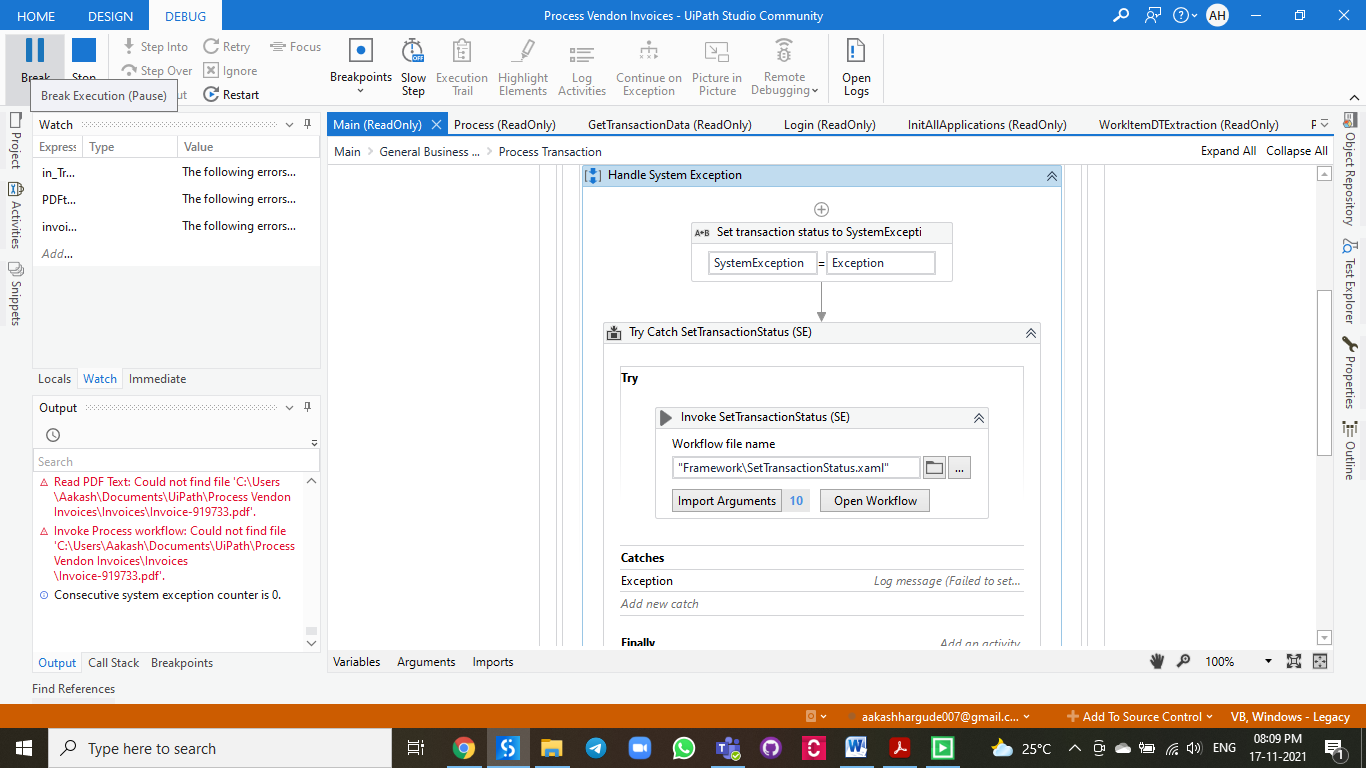 HOME DESIGN DEBUG Process Vendon Invoices - UiPath Studio Community AH
Break Stop Step Into Retry Focus
Step Over Ignore
Restart
Breakpoints Slow Step Execution Trail Highlight Elements Log Activities Continue on Exception Picture in Picture Remote Debugging Open Logs
Break Execution (Pause)
Watch
Express Type Value
in_Tr... The following errors...
PDFt... The following errors...
invoi... The following errors...
Add...
Locals Watch Immediate
Project
Activities
Snippets
Main (ReadOnly) Process (ReadOnly) GetTransactionData (ReadOnly) Login (ReadOnly) InitAllApplications (ReadOnly) WorkItemDTExtraction (ReadOnly) P
Main > General Business ... > Process Transaction Expand All Collapse All
Handle System Exception
A+B Set transaction status to SystemExcepti
SystemException = Exception
Try Catch SetTransactionStatus (SE)
Try
Invoke SetTransactionStatus (SE)
Workflow file name
"Framework\SetTransactionStatus.xaml" ...
Import Arguments 10 Open Workflow
Catches
Exception Log message (Failed to set...
Add new catch
Finally Add an activity
Variables Arguments Imports 100%
Object Repository
Test Explorer
Properties
Outline
Output
Search
Read PDF Text: Could not find file 'C:\Users
\Aakash\Documents\UiPath\Process Vendon
Invoices\Invoices\Invoice-919733.pdf'.
Invoke Process workflow: Could not find file
'C:\Users\Aakash\Documents\UiPath\Process
Vendon Invoices\Invoices
\Invoice-919733.pdf'.
Consecutive system exception counter is 0.
Output Call Stack Breakpoints
Find References
aakashhargude007@gmail.c... Add To Source Control VB, Windows - Legacy
Type here to search 25°C ENG 08:09 PM
17-11-2021 1